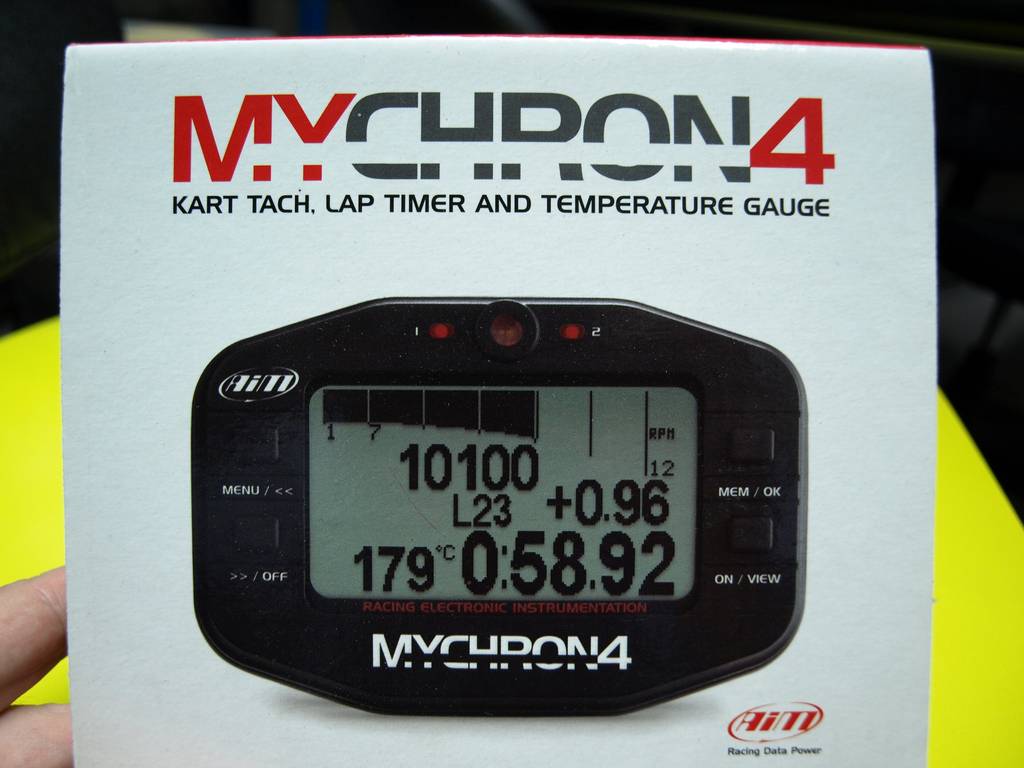 MYCHRON4
KART TACH, LAP TIMER AND TEMPERATURE GAUGE
1 2
AiM
1 7 RPM
10100 12
MENU / << MEM / OK
L23 +0.96
179°C 0:58.92
>> / OFF ON / VIEW
RACING ELECTRONIC INSTRUMENTATION
MYCHRON4
AiM
Racing Data Power